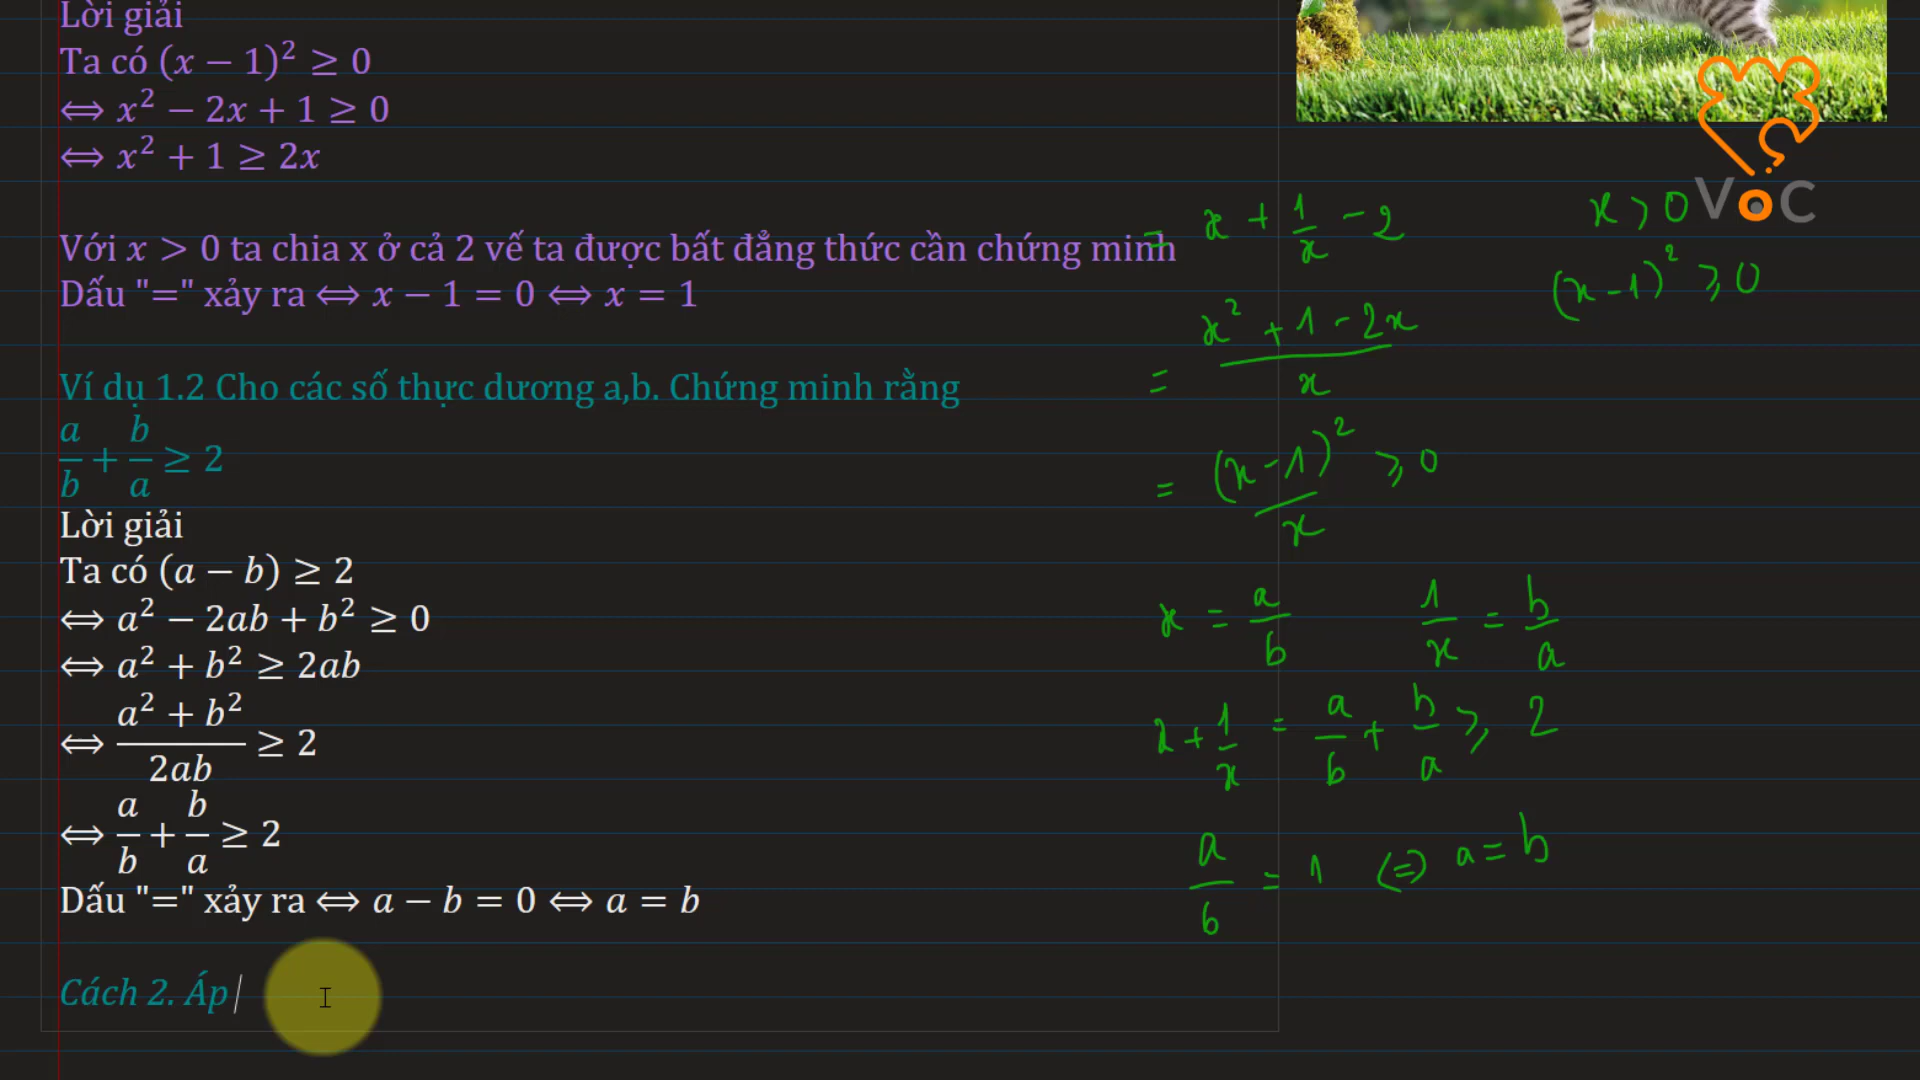 Lời giải
Ta có (x − 1)² ≥ 0
⟺ x² − 2x + 1 ≥ 0
⟺ x² + 1 ≥ 2x
Với x > 0 ta chia x ở cả 2 vế ta được bất đẳng thức cần chứng minh
Dấu "=" xảy ra ⟺ x − 1 = 0 ⟺ x = 1
Ví dụ 1.2 Cho các số thực dương a,b. Chứng minh rằng
a/b + b/a ≥ 2
Lời giải
Ta có (a − b) ≥ 2
⟺ a² − 2ab + b² ≥ 0
⟺ a² + b² ≥ 2ab
⟺ (a² + b²)/2ab ≥ 2
⟺ a/b + b/a ≥ 2
Dấu "=" xảy ra ⟺ a − b = 0 ⟺ a = b
Cách 2. Áp
VOC
= x + 1/x − 2
x > 0
(x − 1)² ≥ 0
= (x² + 1 − 2x)/x
= (x − 1)²/x ≥ 0
x = a/b
1/x = b/a
x + 1/x = a/b + b/a ≥ 2
a/b = 1 ⟺ a = b